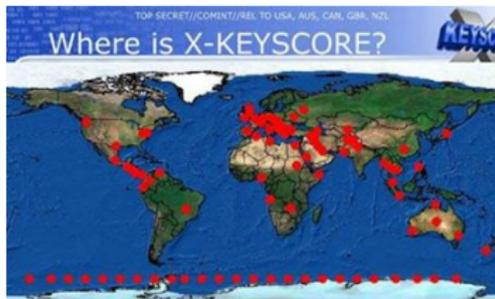 TOP SECRET//COMINT//REL TO USA, AUS, CAN, GBR, NZL
Where is X-KEYSCORE?